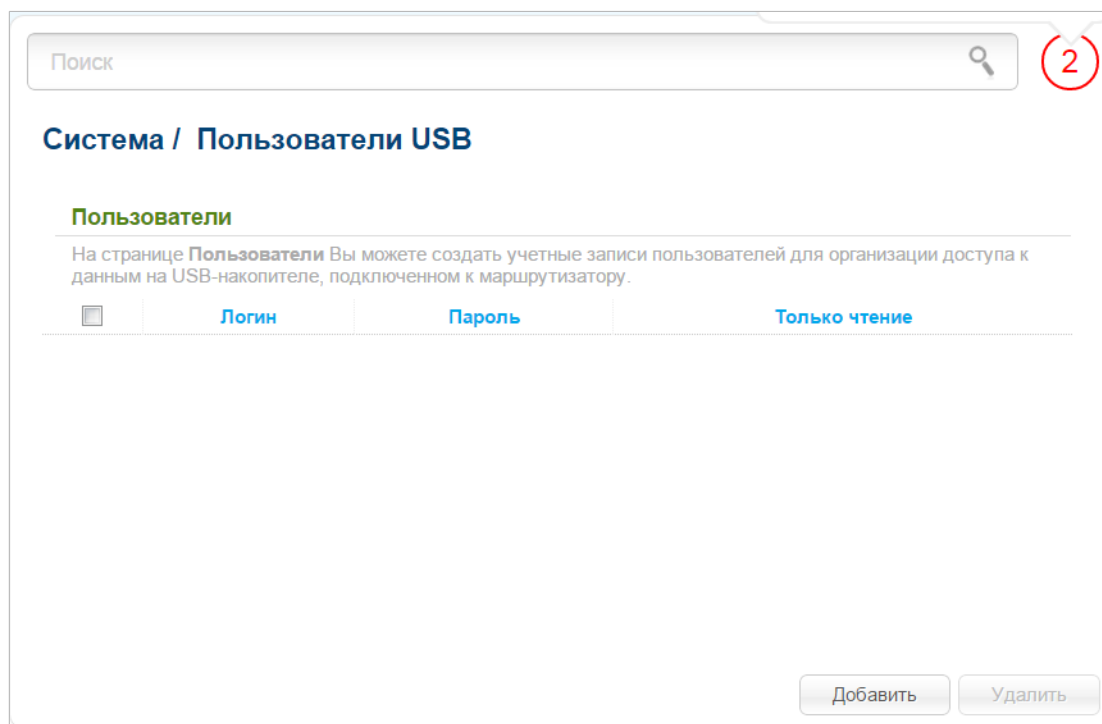 Поиск
2
Система / Пользователи USB
Пользователи
На странице Пользователи Вы можете создать учетные записи пользователей для организации доступа к
данным на USB-накопителе, подключенном к маршрутизатору.
Логин Пароль Только чтение
Добавить Удалить